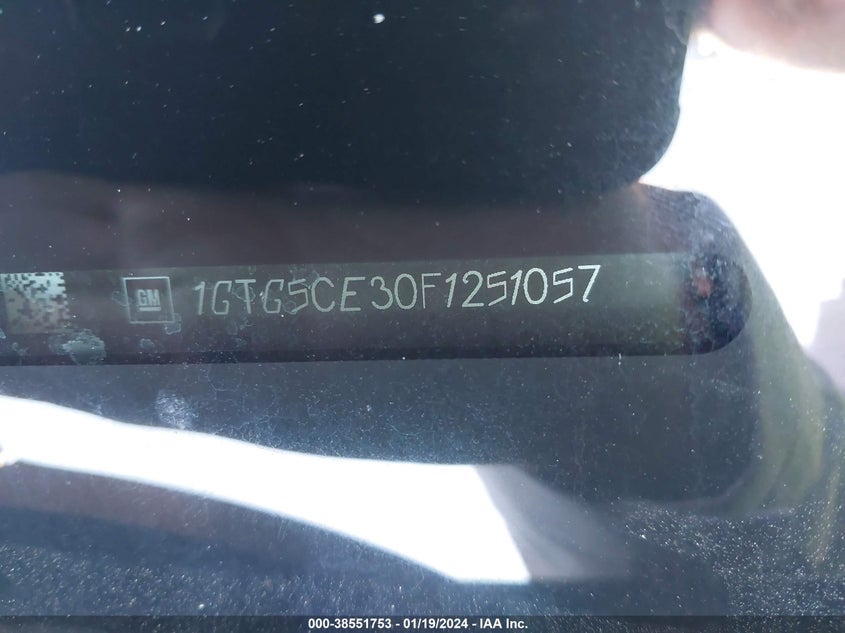 GM 1GTG5CE30F1251057
000-38551753 — 01/19/2024 — IAA Inc.